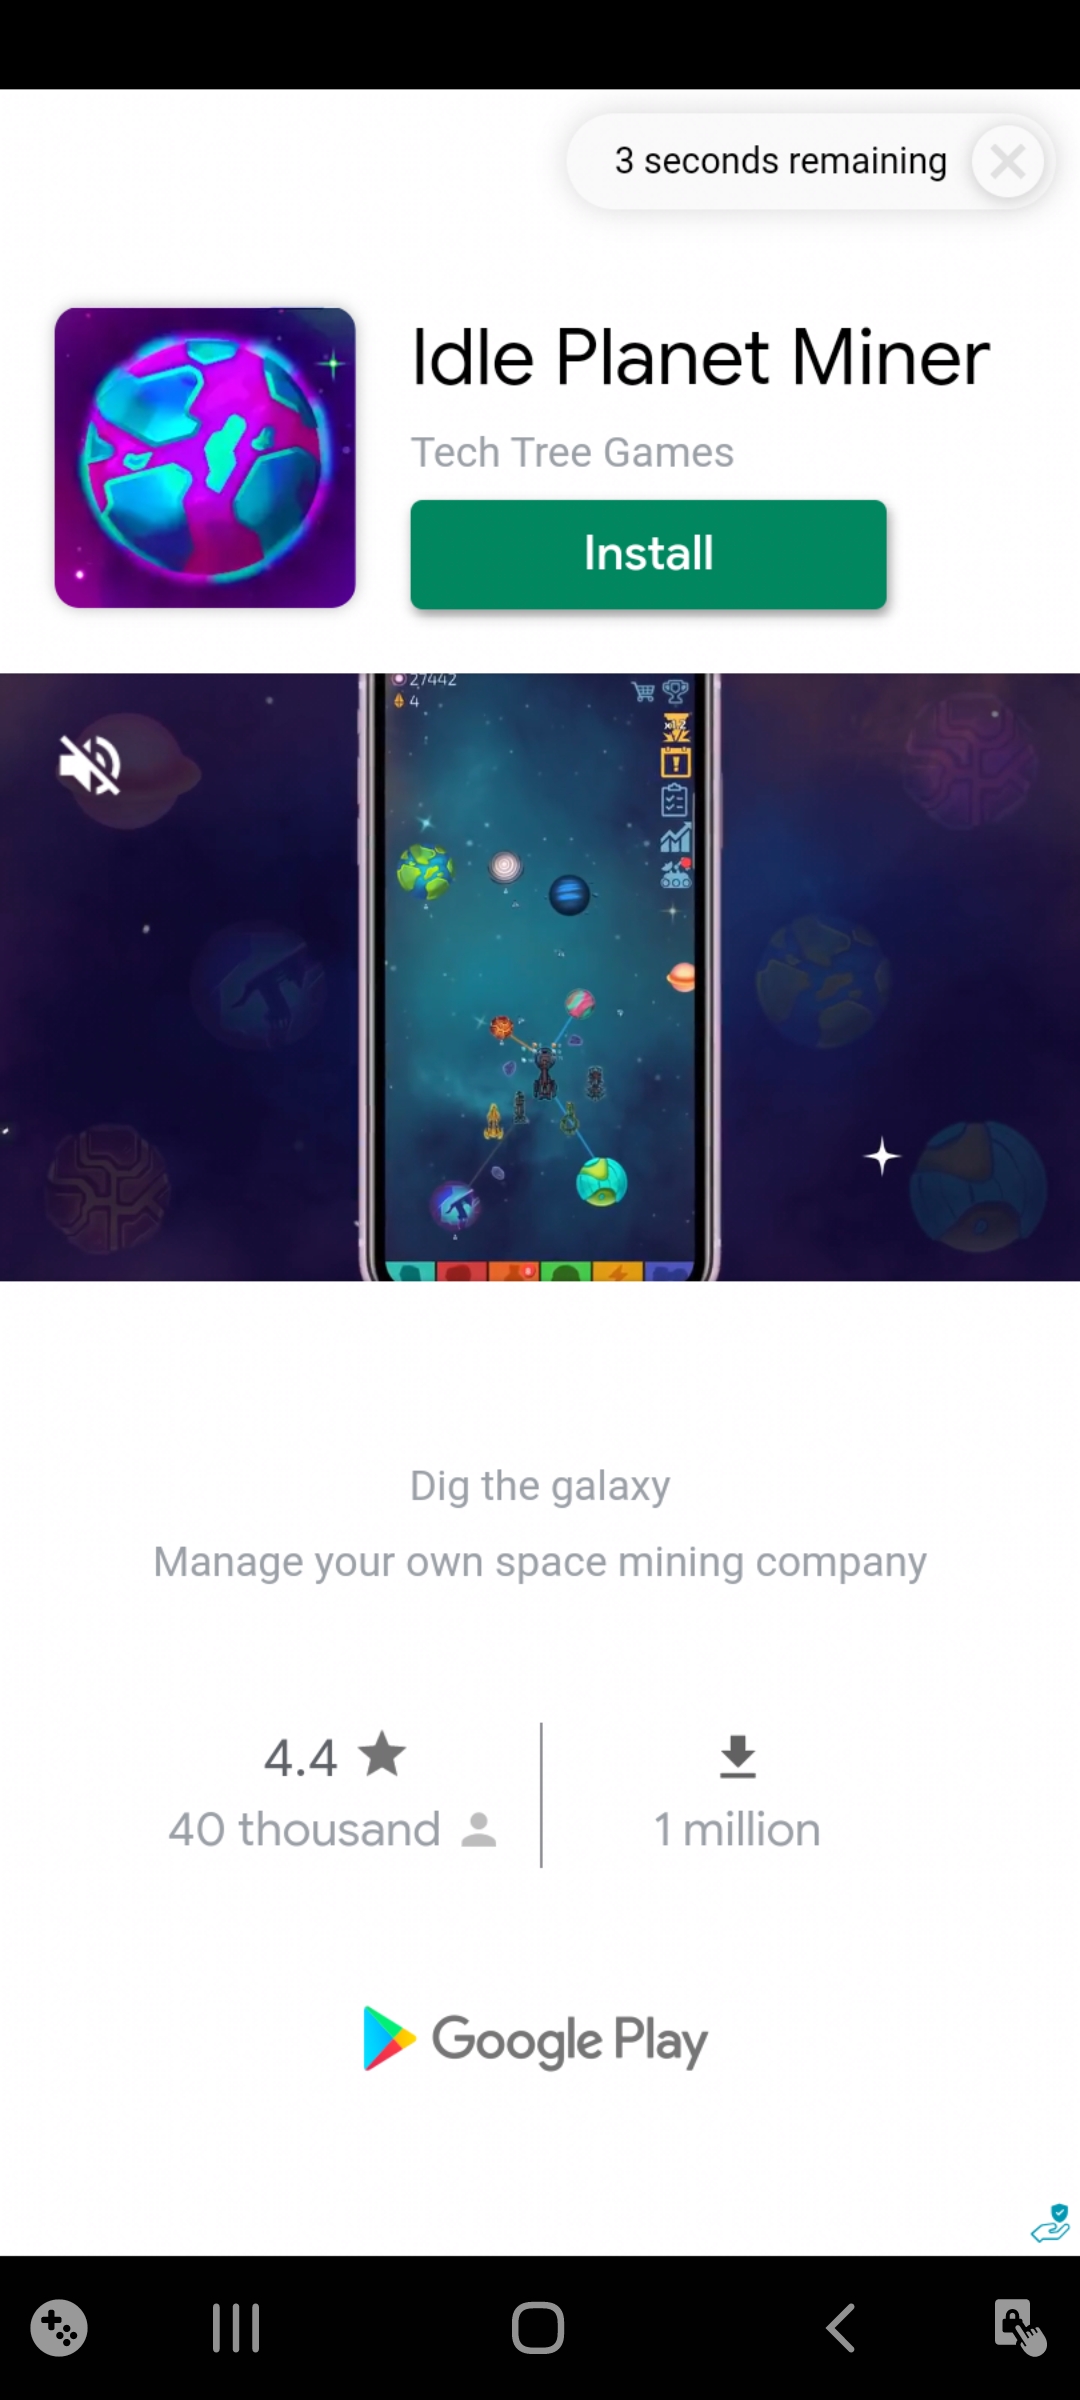 3 seconds remaining
Idle Planet Miner
Tech Tree Games
Install
27442
4
x12
Dig the galaxy
Manage your own space mining company
4.4
40 thousand
1 million
Google Play